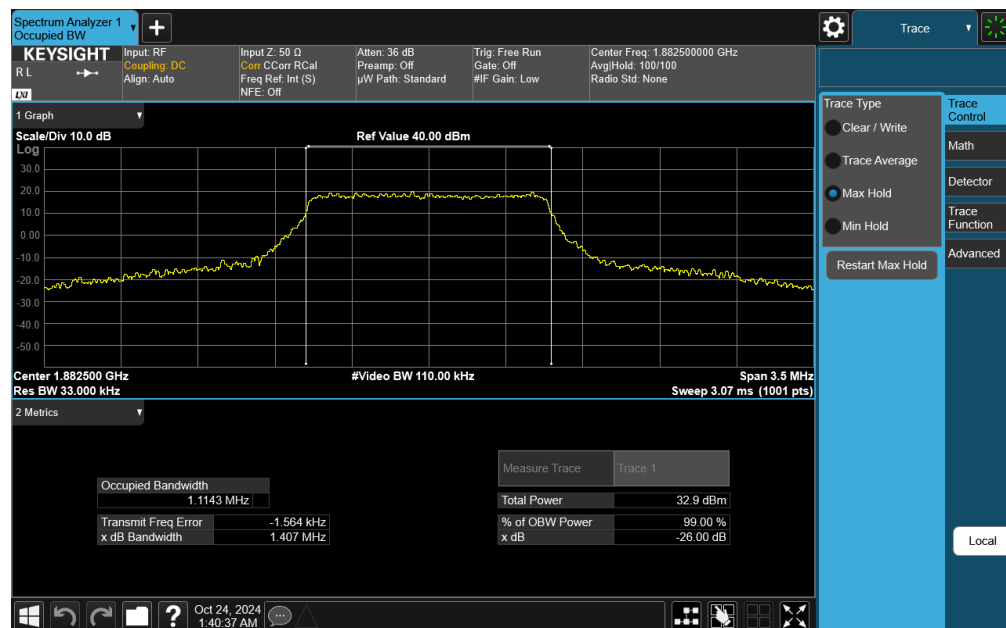 Spectrum Analyzer 1
Occupied BW
Trace
KEYSIGHT
R L
LXI
Input: RF
Coupling: DC
Align: Auto
Input Z: 50 Ω
Corr CCorr RCal
Freq Ref: Int (S)
NFE: Off
Atten: 36 dB
Preamp: Off
µW Path: Standard
Trig: Free Run
Gate: Off
#IF Gain: Low
Center Freq: 1.882500000 GHz
Avg|Hold: 100/100
Radio Std: None
1 Graph
Scale/Div 10.0 dB
Ref Value 40.00 dBm
Log
30.0
20.0
10.0
0.00
-10.0
-20.0
-30.0
-40.0
-50.0
Center 1.882500 GHz
#Video BW 110.00 kHz
Span 3.5 MHz
Res BW 33.000 kHz
Sweep 3.07 ms (1001 pts)
2 Metrics
Measure Trace
Trace 1
Occupied Bandwidth
1.1143 MHz
Total Power
32.9 dBm
Transmit Freq Error
-1.564 kHz
% of OBW Power
99.00 %
x dB Bandwidth
1.407 MHz
x dB
-26.00 dB
Trace Type
Clear / Write
Trace Average
Max Hold
Min Hold
Restart Max Hold
Trace
Control
Math
Detector
Trace
Function
Advanced
Local
?
Oct 24, 2024
1:40:37 AM